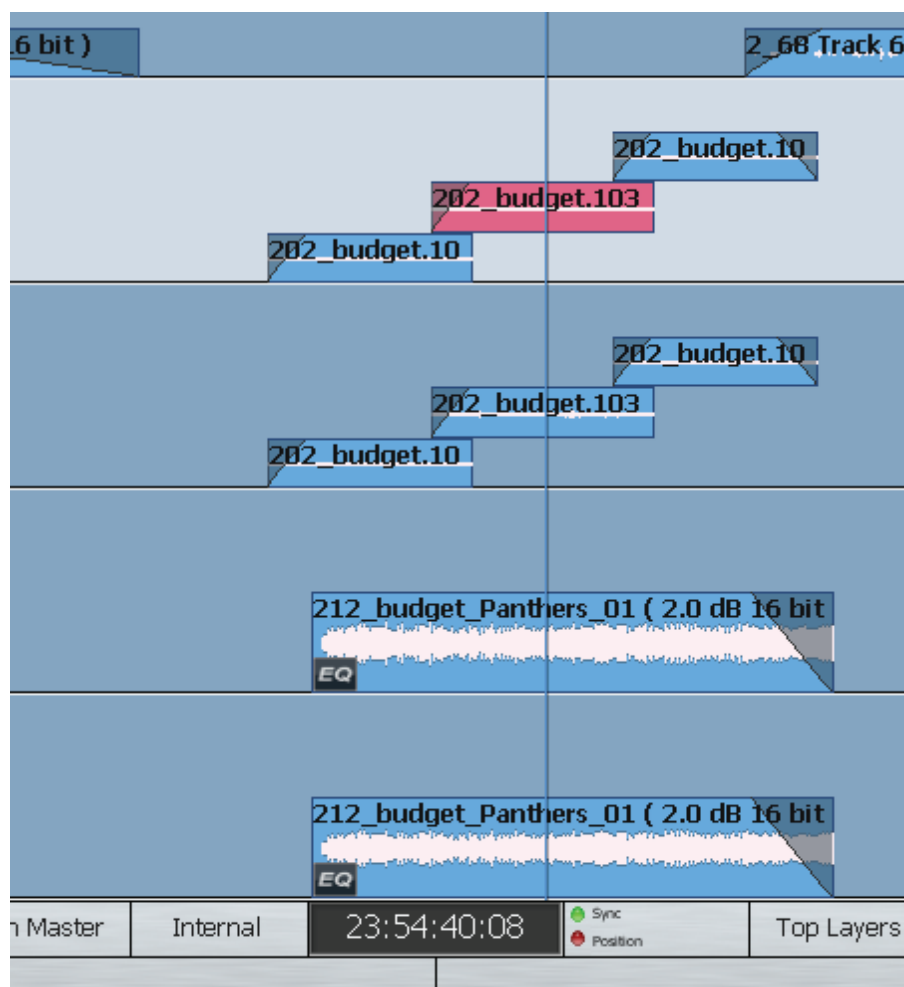 .6 bit )
2_68 Track 6
202_budget.10
202_budget.103
202_budget.10
202_budget.10
202_budget.103
202_budget.10
212_budget_Panthers_01 ( 2.0 dB 16 bit
EQ
212_budget_Panthers_01 ( 2.0 dB 16 bit
EQ
Master
Internal
23:54:40:08
Sync
Position
Top Layers